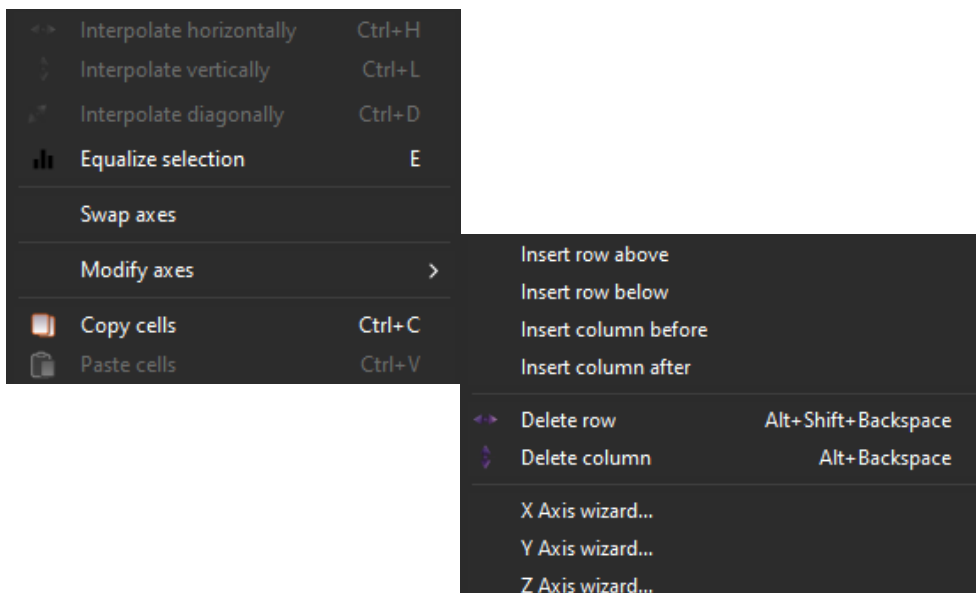 Interpolate horizontally Ctrl+H
Interpolate vertically Ctrl+L
Interpolate diagonally Ctrl+D
Equalize selection E
Swap axes
Modify axes
Copy cells Ctrl+C
Paste cells Ctrl+V
Insert row above
Insert row below
Insert column before
Insert column after
Delete row Alt+Shift+Backspace
Delete column Alt+Backspace
X Axis wizard...
Y Axis wizard...
Z Axis wizard...